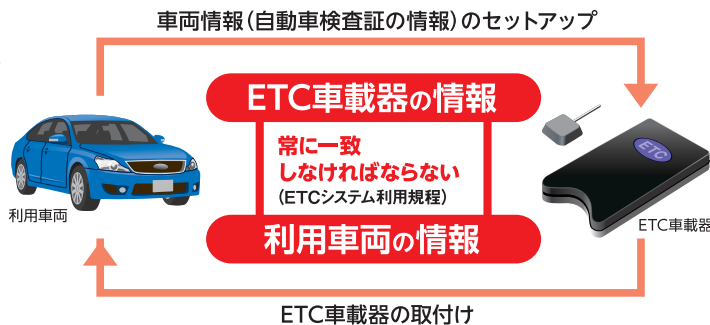 車両情報(自動車検査証の情報)のセットアップ
ETC車載器の情報
常に一致
しなければならない
(ETCシステム利用規程)
利用車両の情報
利用車両
ETC
ETC車載器
ETC車載器の取付け